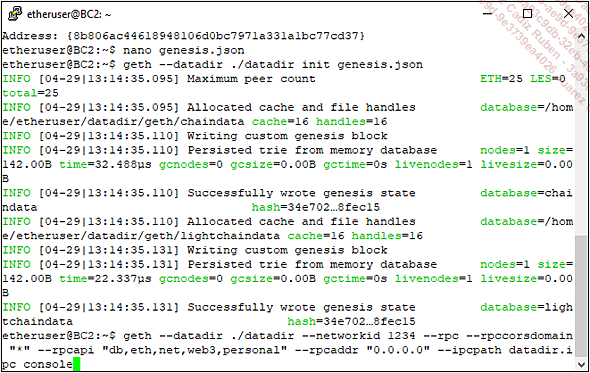 etheruser@BC2: ~
Address: {8b806ac44618948106d0bc7971a331a1bc77cd37}
etheruser@BC2:~$ nano genesis.json
etheruser@BC2:~$ geth --datadir ./datadir init genesis.json
INFO [04-29|13:14:35.095] Maximum peer count ETH=25 LES=0
total=25
INFO [04-29|13:14:35.095] Allocated cache and file handles database=/hom
e/etheruser/datadir/geth/chaindata cache=16 handles=16
INFO [04-29|13:14:35.110] Writing custom genesis block
INFO [04-29|13:14:35.110] Persisted trie from memory database nodes=1 size=
142.00B time=32.488µs gcnodes=0 gcsize=0.00B gctime=0s livenodes=1 livesize=0.00
B
INFO [04-29|13:14:35.110] Successfully wrote genesis state database=chai
ndata hash=34e702…8fec15
INFO [04-29|13:14:35.110] Allocated cache and file handles database=/hom
e/etheruser/datadir/geth/lightchaindata cache=16 handles=16
INFO [04-29|13:14:35.131] Writing custom genesis block
INFO [04-29|13:14:35.131] Persisted trie from memory database nodes=1 size=
142.00B time=22.337µs gcnodes=0 gcsize=0.00B gctime=0s livenodes=1 livesize=0.00
B
INFO [04-29|13:14:35.131] Successfully wrote genesis state database=ligh
tchaindata hash=34e702…8fec15
etheruser@BC2:~$ geth --datadir ./datadir --networkid 1234 --rpc --rpccorsdomain
"*" --rpcapi "db,eth,net,web3,personal" --rpcaddr "0.0.0.0" --ipcpath datadir.i
pc console